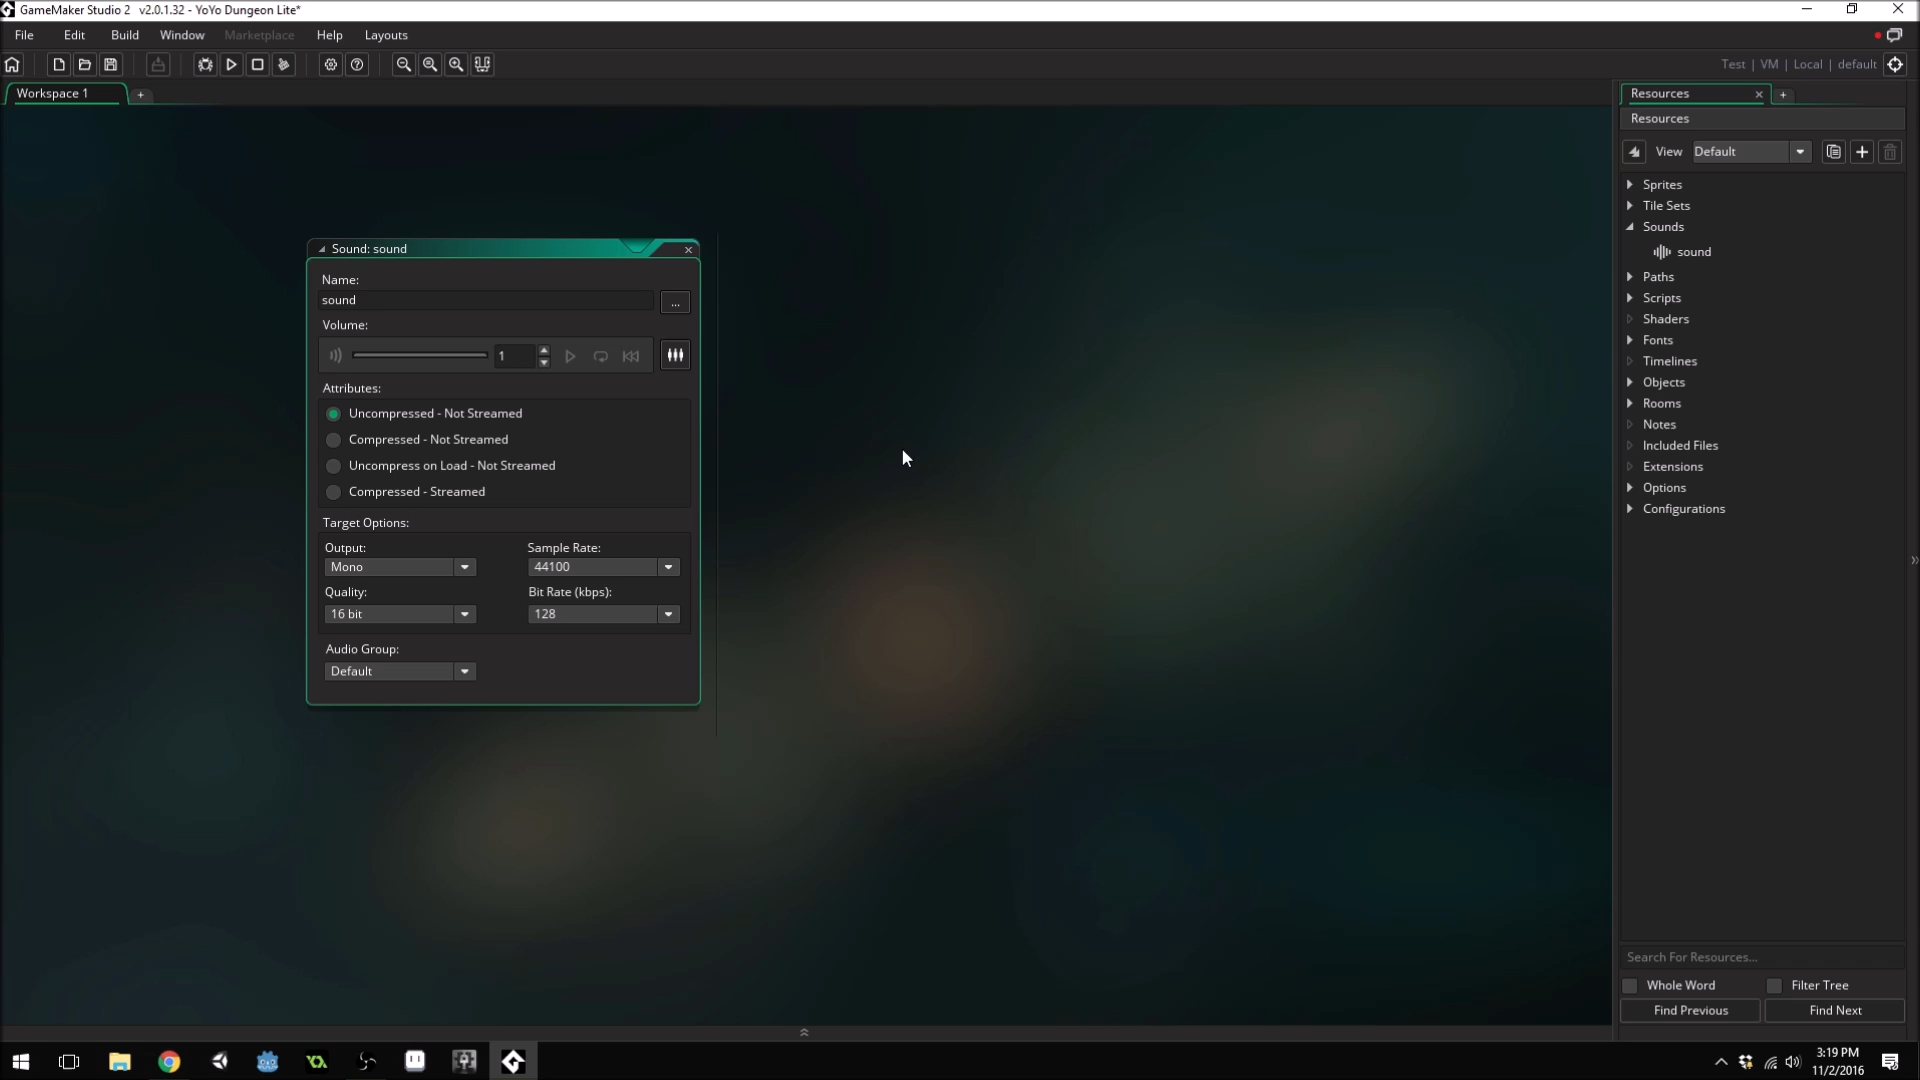 GameMaker Studio 2 v2.0.1.32 - YoYo Dungeon Lite*
File Edit Build Window Marketplace Help Layouts
Test | VM | Local | default
Workspace 1
+
Resources
+
Resources
View Default
Sprites
Tile Sets
Sounds
sound
Paths
Scripts
Shaders
Fonts
Timelines
Objects
Rooms
Notes
Included Files
Extensions
Options
Configurations
Sound: sound
Name:
sound
...
Volume:
1
Attributes:
Uncompressed - Not Streamed
Compressed - Not Streamed
Uncompress on Load - Not Streamed
Compressed - Streamed
Target Options:
Output: Sample Rate:
Mono 44100
Quality: Bit Rate (kbps):
16 bit 128
Audio Group:
Default
Search For Resources...
Whole Word Filter Tree
Find Previous Find Next
3:19 PM
11/2/2016